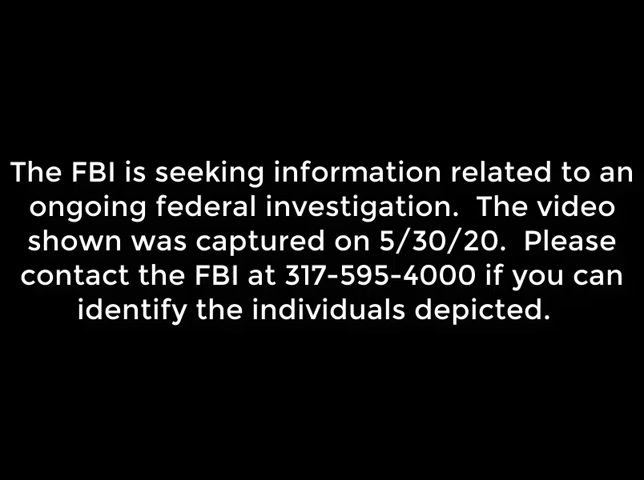 The FBI is seeking information related to an
ongoing federal investigation.  The video
shown was captured on 5/30/20.  Please
contact the FBI at 317-595-4000 if you can
identify the individuals depicted.